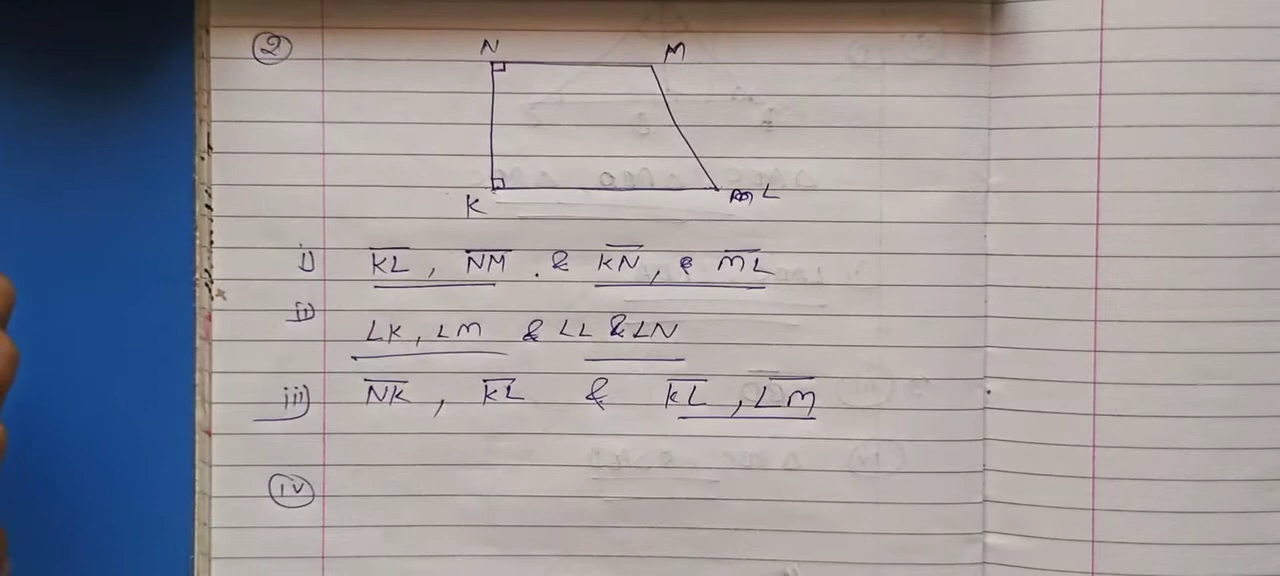 2
N M
K L
i) KL, NM . & KN, & ML
ii) ∠K, ∠M & ∠L & ∠N
iii) NK, KL & KL, LM
iv